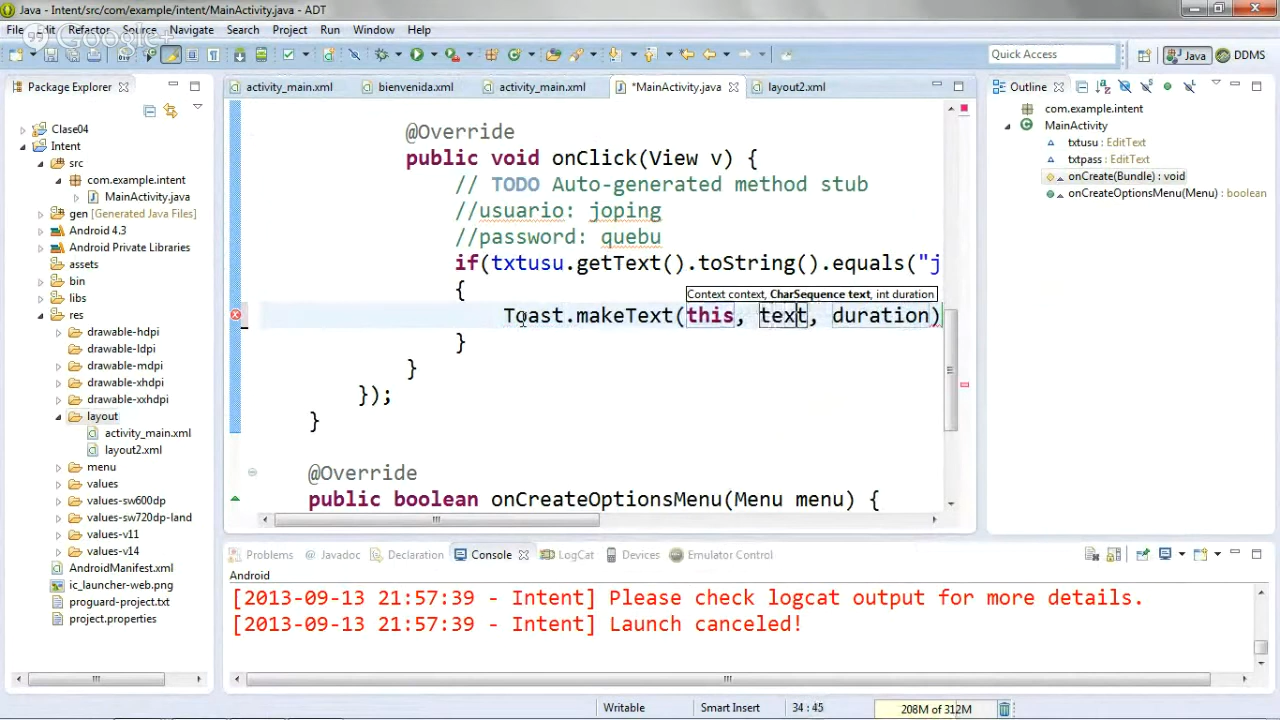 Java - Intent/src/com/example/intent/MainActivity.java - ADT
File Edit Refactor Source Navigate Search Project Run Window Help
Google+
Quick Access
Java
DDMS
Package Explorer
activity_main.xml
bienvenida.xml
activity_main.xml
*MainActivity.java
layout2.xml
Outline
Clase04
Intent
src
com.example.intent
MainActivity.java
gen [Generated Java Files]
Android 4.3
Android Private Libraries
assets
bin
libs
res
drawable-hdpi
drawable-ldpi
drawable-mdpi
drawable-xhdpi
drawable-xxhdpi
layout
activity_main.xml
layout2.xml
menu
values
values-sw600dp
values-sw720dp-land
values-v11
values-v14
AndroidManifest.xml
ic_launcher-web.png
proguard-project.txt
project.properties
@Override
public void onClick(View v) {
// TODO Auto-generated method stub
//usuario: joping
//password: quebu
if(txtusu.getText().toString().equals("j
{
Context context, CharSequence text, int duration
Toast.makeText(this, text, duration)
}
}
});
}
@Override
public boolean onCreateOptionsMenu(Menu menu) {
com.example.intent
MainActivity
txtusu : EditText
txtpass : EditText
onCreate(Bundle) : void
onCreateOptionsMenu(Menu) : boolean
Problems
Javadoc
Declaration
Console
LogCat
Devices
Emulator Control
Android
[2013-09-13 21:57:39 - Intent] Please check logcat output for more details.
[2013-09-13 21:57:39 - Intent] Launch canceled!
Writable
Smart Insert
34 : 45
208M of 312M